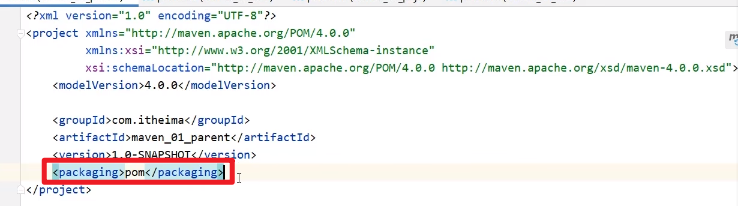 <?xml version="1.0" encoding="UTF-8"?>
<project xmlns="http://maven.apache.org/POM/4.0.0"
xmlns:xsi="http://www.w3.org/2001/XMLSchema-instance"
xsi:schemaLocation="http://maven.apache.org/POM/4.0.0 http://maven.apache.org/xsd/maven-4.0.0.xsd">
<modelVersion>4.0.0</modelVersion>
<groupId>com.itheima</groupId>
<artifactId>maven_01_parent</artifactId>
<version>1.0-SNAPSHOT</version>
<packaging>pom</packaging>
</project>